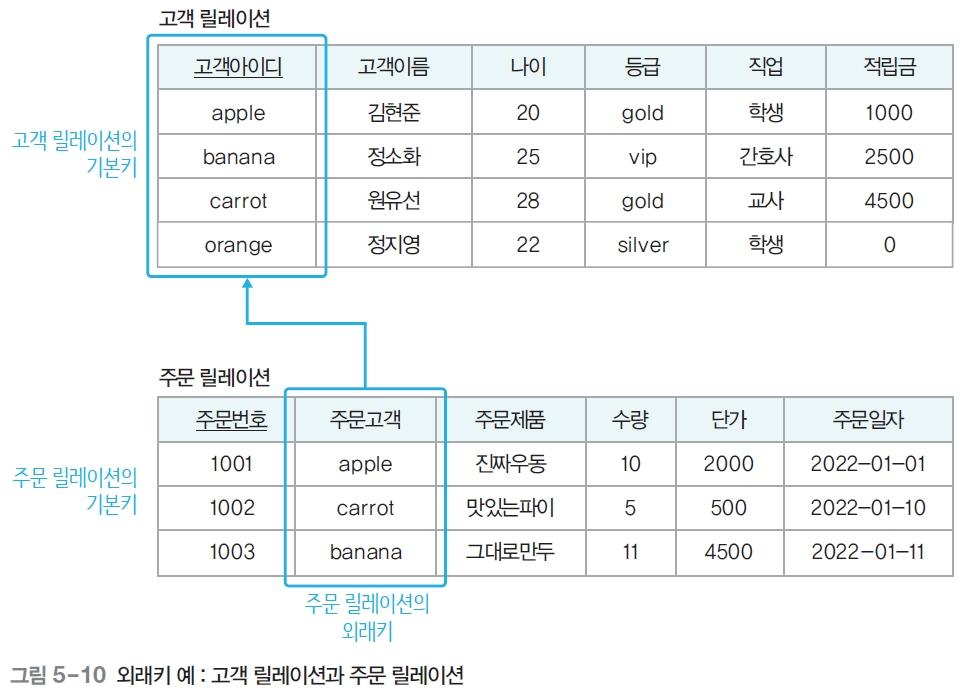 고객 릴레이션
고객아이디 고객이름 나이 등급 직업 적립금
apple 김현준 20 gold 학생 1000
banana 정소화 25 vip 간호사 2500
carrot 원유선 28 gold 교사 4500
orange 정지영 22 silver 학생 0
고객 릴레이션의
기본키
주문 릴레이션
주문번호 주문고객 주문제품 수량 단가 주문일자
1001 apple 진짜우동 10 2000 2022-01-01
1002 carrot 맛있는파이 5 500 2022-01-10
1003 banana 그대로만두 11 4500 2022-01-11
주문 릴레이션의
기본키
주문 릴레이션의
외래키
그림 5-10 외래키 예 : 고객 릴레이션과 주문 릴레이션